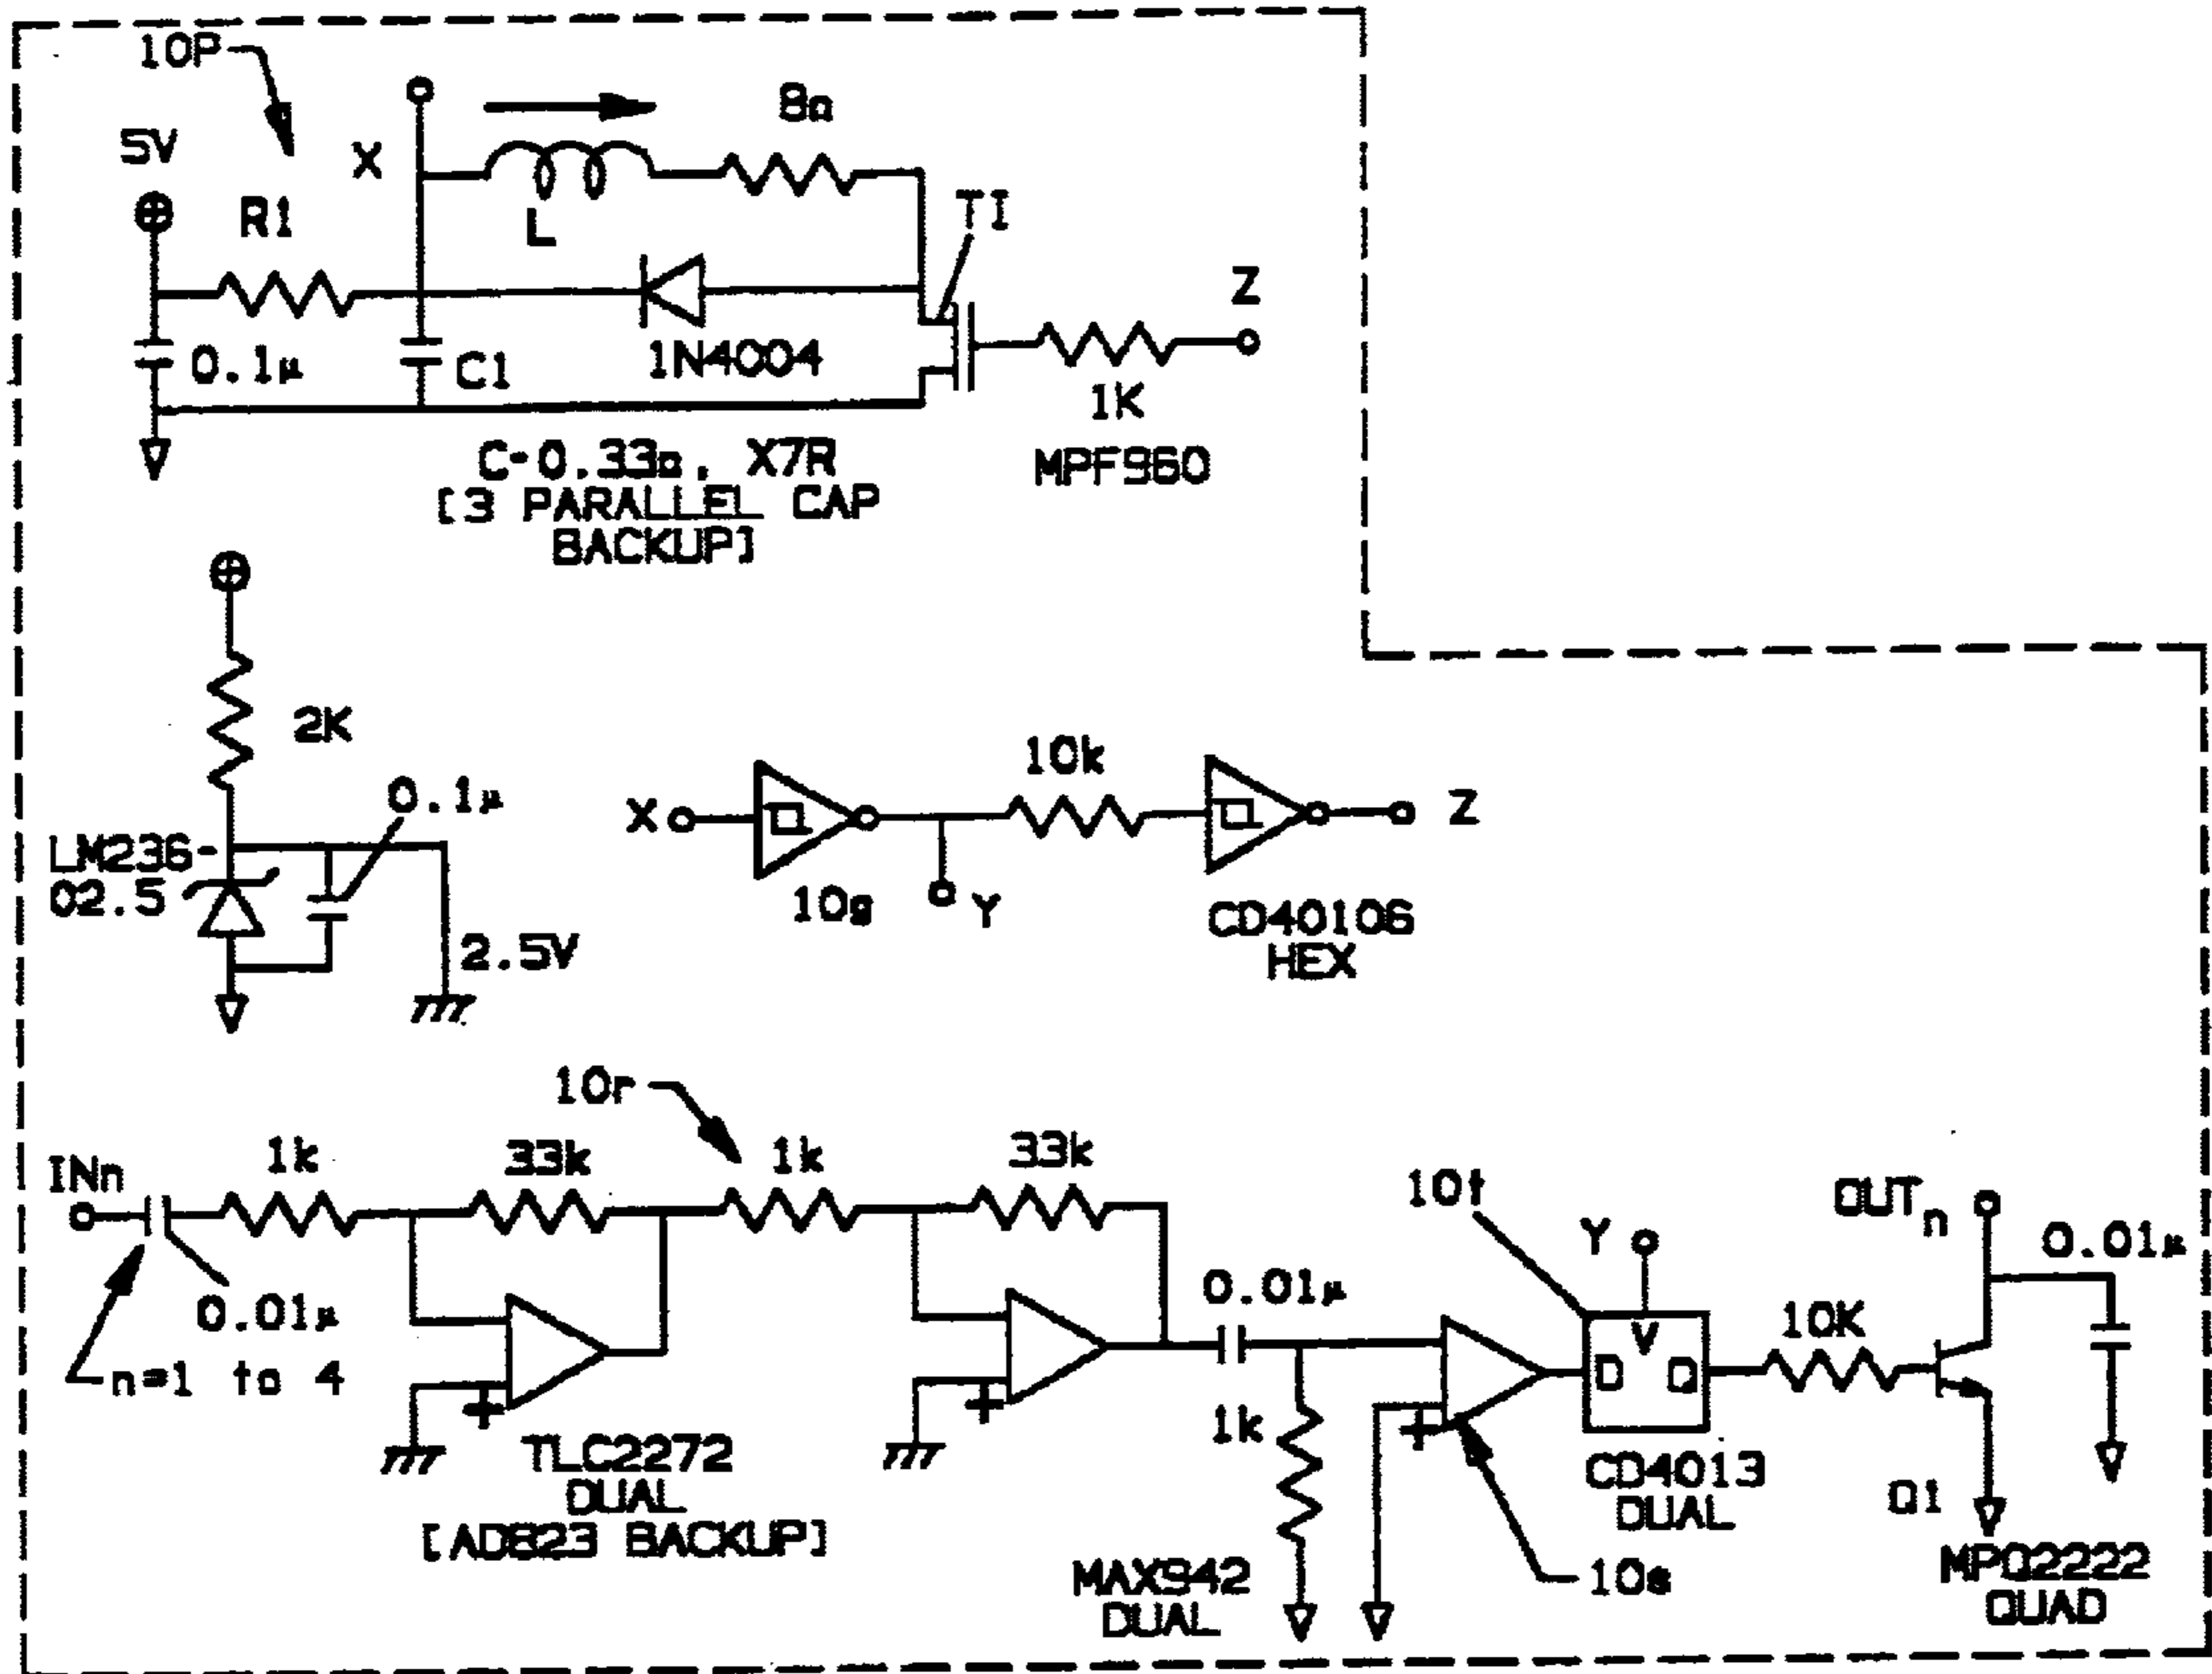 10P
5V
R1
X
8a
L
TI
Z
0.1μ
C1
1N4004
1K
MPF960
C-0.33μ, X7R
[3 PARALLEL CAP
BACKUP]
2K
0.1μ
LM236-
02.5
2.5V
X
10g
Y
10k
Z
CD40106
HEX
10r
INn
1k
33k
1k
33k
0.01μ
n=1 to 4
+
TLC2272
DUAL
[AD823 BACKUP]
+
0.01μ
1k
MAX942
DUAL
+
10s
10t
Y
V
D
Q
CD4013
DUAL
10K
OUTn
0.01μ
Q1
MPQ2222
QUAD